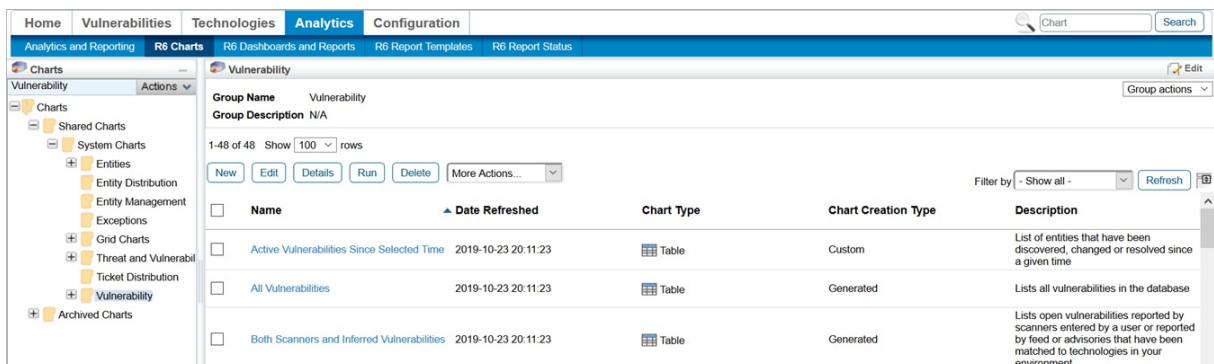 Home Vulnerabilities Technologies Analytics Configuration Chart Search
Analytics and Reporting R6 Charts R6 Dashboards and Reports R6 Report Templates R6 Report Status
Charts
Vulnerability Actions
Charts
Shared Charts
System Charts
Entities
Entity Distribution
Entity Management
Exceptions
Grid Charts
Threat and Vulnerabil
Ticket Distribution
Vulnerability
Archived Charts
Vulnerability Edit
Group actions
Group Name Vulnerability
Group Description N/A
1-48 of 48 Show 100 rows
New Edit Details Run Delete More Actions... Filter by - Show all - Refresh
Name Date Refreshed Chart Type Chart Creation Type Description
Active Vulnerabilities Since Selected Time 2019-10-23 20:11:23 Table Custom
List of entities that have been
discovered, changed or resolved since
a given time
All Vulnerabilities 2019-10-23 20:11:23 Table Generated Lists all vulnerabilities in the database
Both Scanners and Inferred Vulnerabilities 2019-10-23 20:11:23 Table Generated
Lists open vulnerabilities reported by
scanners entered by a user or reported
by feed or advisories that have been
matched to technologies in your
environment